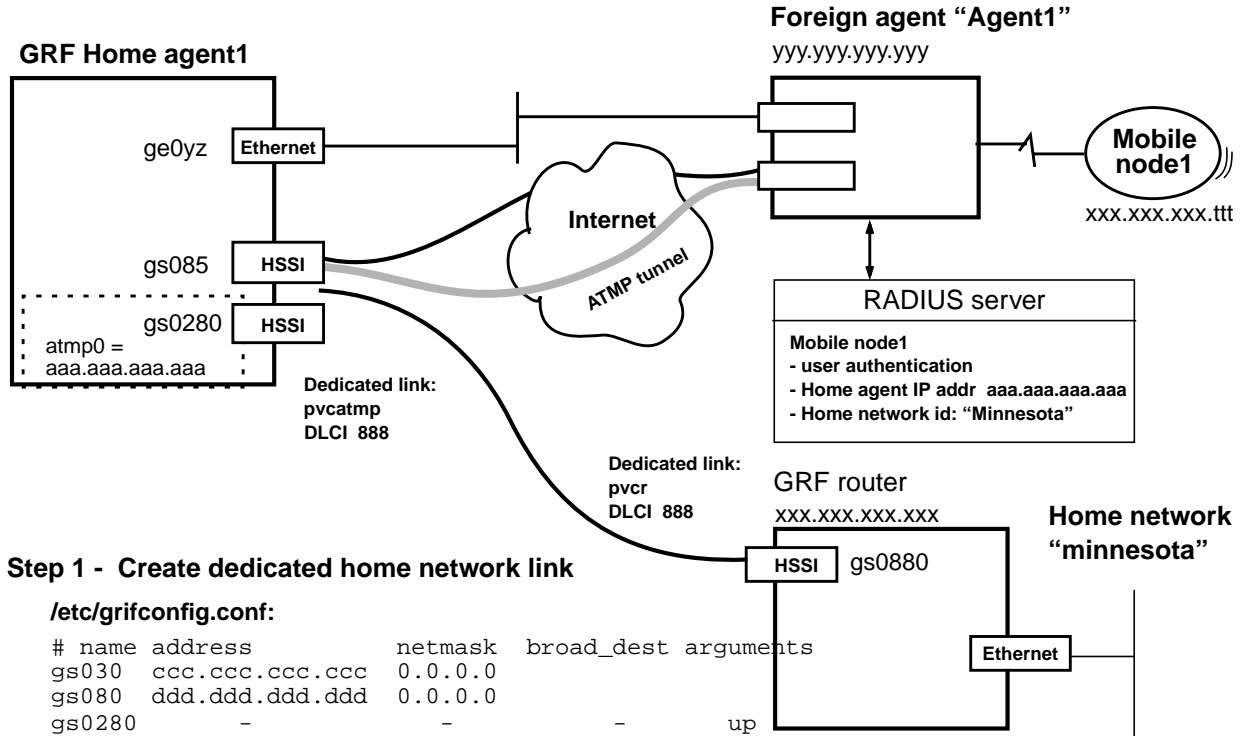 Foreign agent “Agent1”
yyy.yyy.yyy.yyy
GRF Home agent1
ge0yz
Ethernet
Mobile
node1
xxx.xxx.xxx.ttt
Internet
ATMP tunnel
gs085
HSSI
gs0280
HSSI
atmp0 =
aaa.aaa.aaa.aaa
RADIUS server
Mobile node1
- user authentication
- Home agent IP addr aaa.aaa.aaa.aaa
- Home network id: “Minnesota”
Dedicated link:
pvcatmp
DLCI 888
Dedicated link:
pvcr
DLCI 888
GRF router
xxx.xxx.xxx.xxx
Home network
“minnesota”
HSSI
gs0880
Ethernet
Step 1 - Create dedicated home network link
/etc/grifconfig.conf:
# name address netmask broad_dest arguments
gs030 ccc.ccc.ccc.ccc 0.0.0.0
gs080 ddd.ddd.ddd.ddd 0.0.0.0
gs0280 - - - up